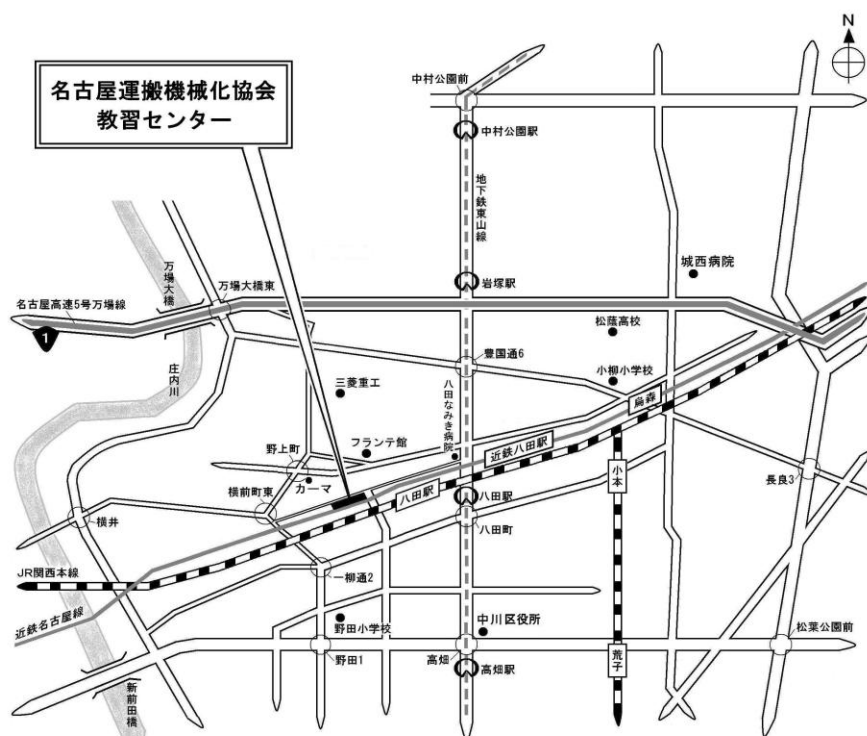 N
中村公園前
名古屋運搬機械化協会
教習センター
中村公園駅
地下鉄東山線
城西病院
万場大橋
万場大橋東
岩塚駅
名古屋高速5号万場線
1
松蔭高校
庄内川
豊国通6
小柳小学校
三菱重工
八田なみき病院
烏森
フランテ館
近鉄八田駅
野上町
カーマ
小本
長良3
八田駅
八田駅
横前町東
横井
八田町
JR関西本線
一柳通2
近鉄名古屋線
野田小学校
中川区役所
松葉公園前
野田1
高畑
荒子
高畑駅
新前田橋